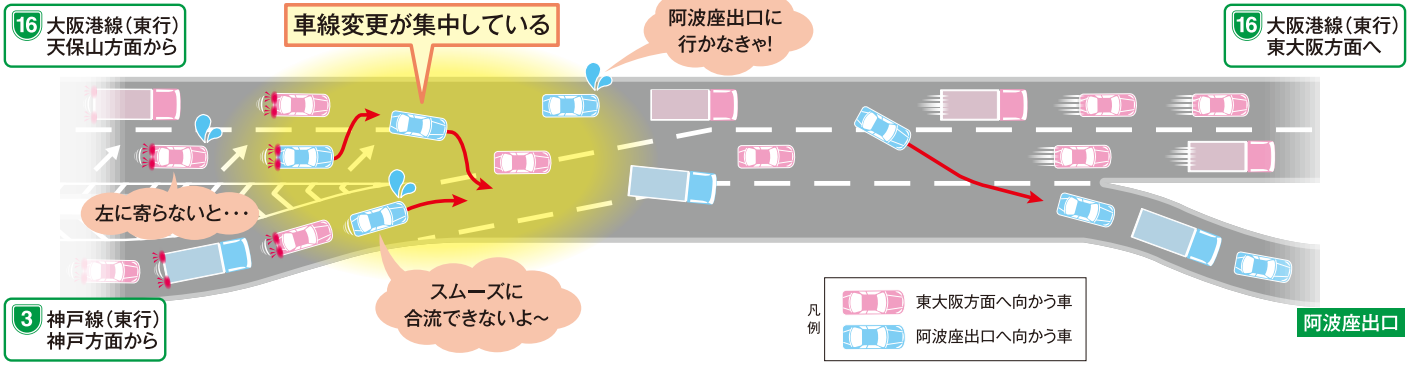 16
大阪港線（東行）
天保山方面から
車線変更が集中している
阿波座出口に
行かなきゃ!
16
大阪港線（東行）
東大阪方面へ
左に寄らないと・・・
スムーズに
合流できないよ〜
3
神戸線（東行）
神戸方面から
凡例
東大阪方面へ向かう車
阿波座出口へ向かう車
阿波座出口